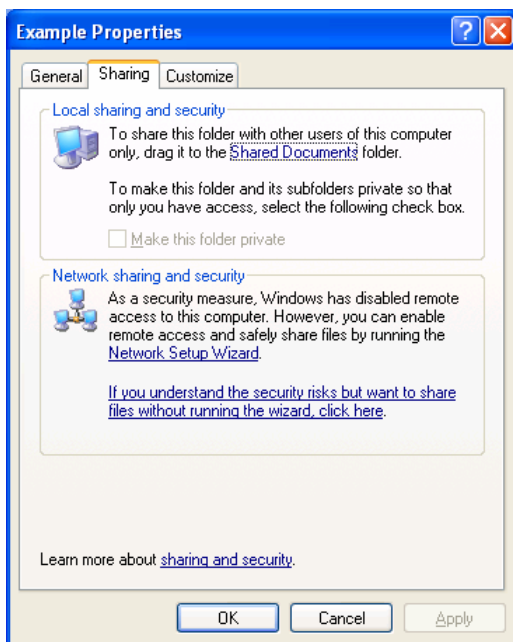 Example Properties
?
General Sharing Customize
Local sharing and security
To share this folder with other users of this computer
only, drag it to the Shared Documents folder.
To make this folder and its subfolders private so that
only you have access, select the following check box.
Make this folder private
Network sharing and security
As a security measure, Windows has disabled remote
access to this computer. However, you can enable
remote access and safely share files by running the
Network Setup Wizard.
If you understand the security risks but want to share
files without running the wizard, click here.
Learn more about sharing and security.
OK Cancel Apply